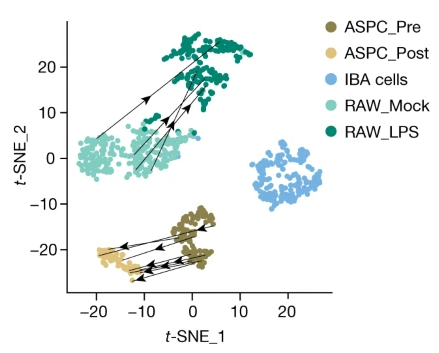 ASPC_Pre
ASPC_Post
IBA cells
RAW_Mock
RAW_LPS
t-SNE_2
20
10
0
−10
−20
−20 −10 0 10 20
t-SNE_1